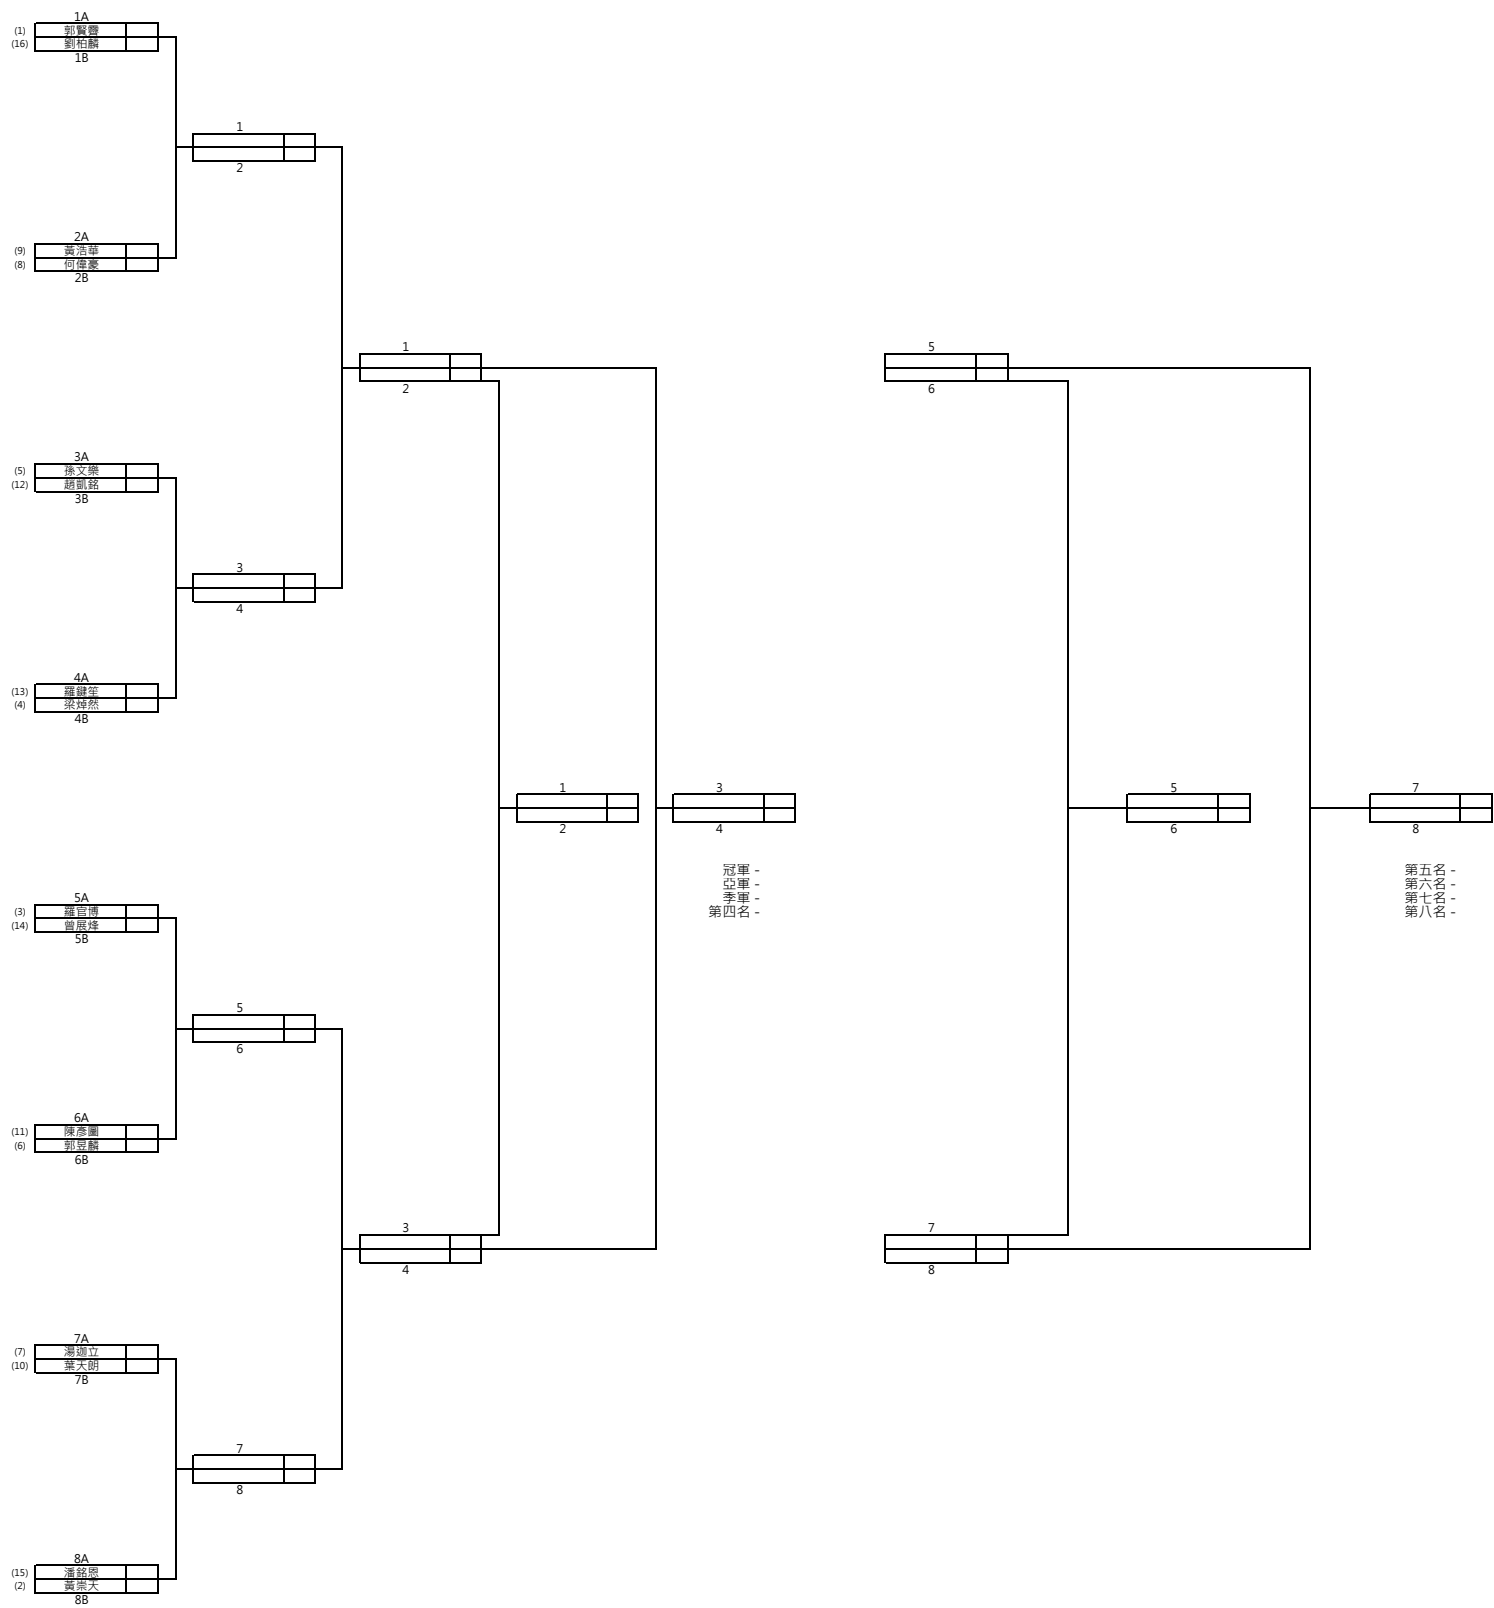 1A
(1) 郭賢
(16) 劉柏麟
1B
1
2
2A
(9) 黃浩華
(8) 何偉豪
2B
1
2
5
6
3A
(5) 孫文樂
(12) 趙凱銘
3B
3
4
4A
(13) 羅鍵笙
(4) 梁焯然
4B
1
2
3
4
5
6
7
8
冠軍 -
亞軍 -
季軍 -
第四名 -
第五名 -
第六名 -
第七名 -
第八名 -
5A
(3) 羅官博
(14) 曾展烽
5B
5
6
6A
(11) 陳彥圖
(6) 郭昱麟
6B
3
4
7
8
7A
(7) 湯迦立
(10) 葉天朗
7B
7
8
8A
(15) 潘銘恩
(2) 黃崇天
8B